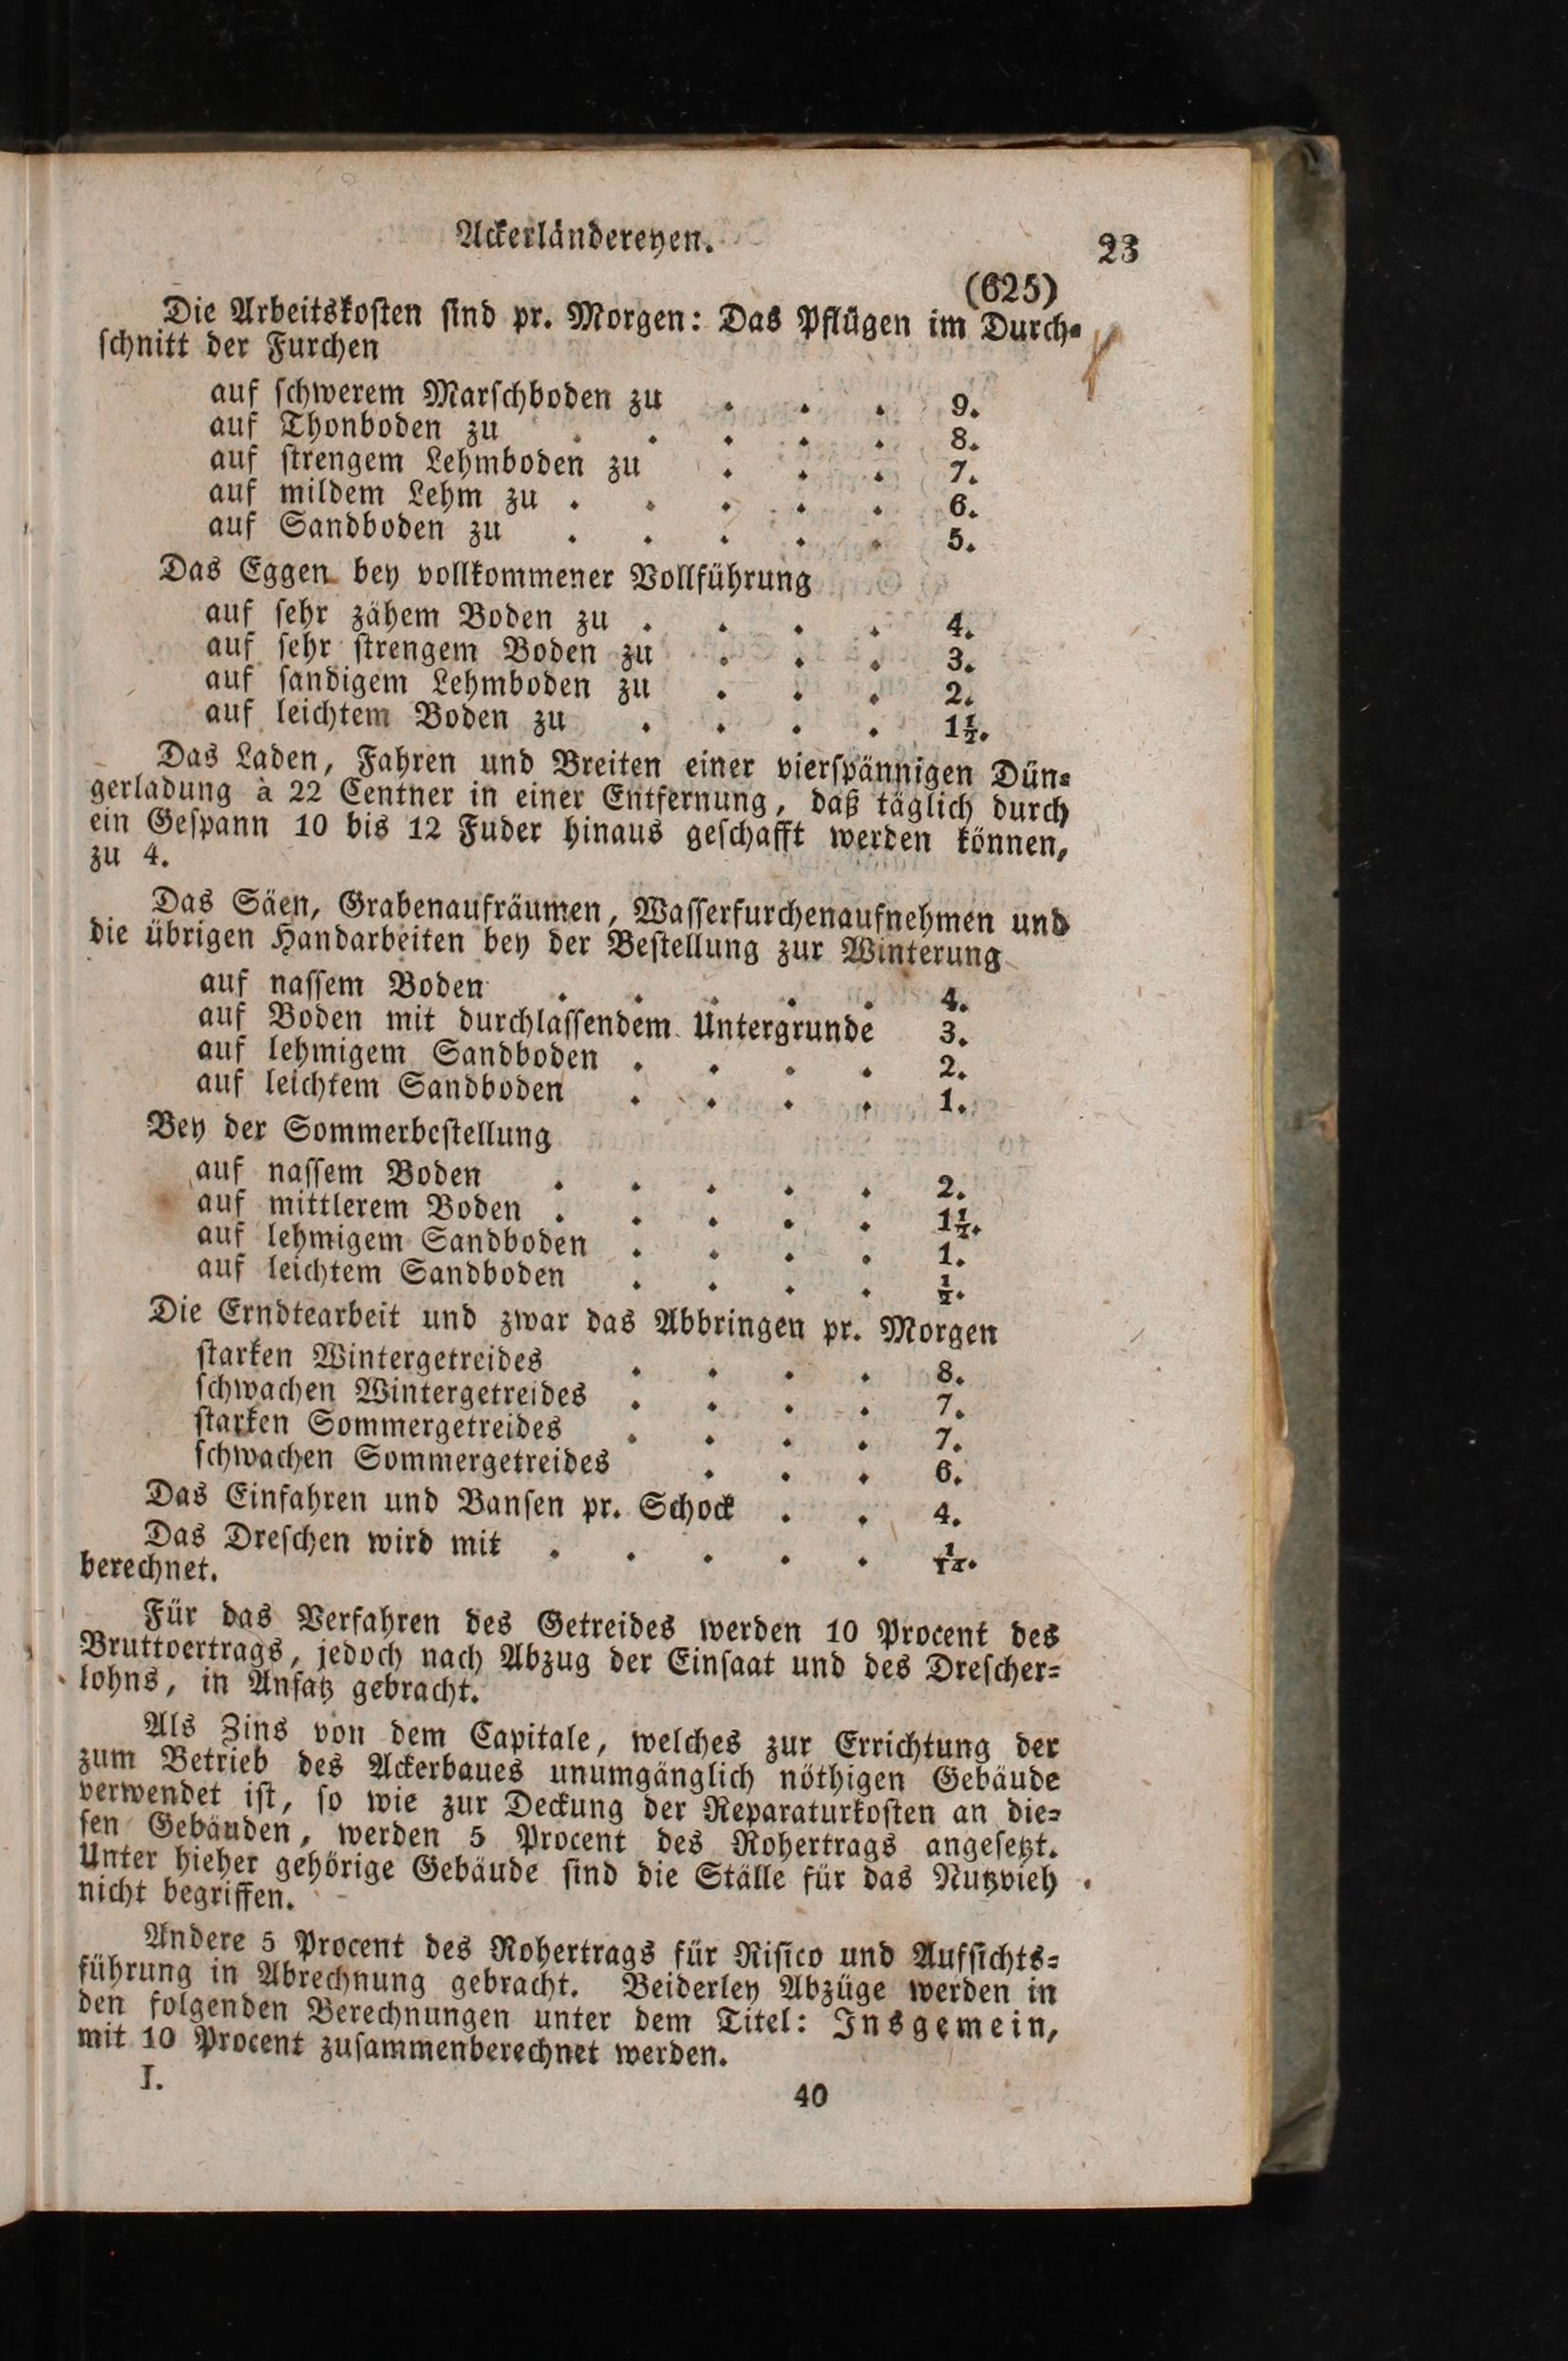 Ackerländereyen. 23
(625)
Die Arbeitskosten sind pr. Morgen: Das Pflügen im Durch-
schnitt der Furchen
auf schwerem Marschboden zu . . . 9.
auf Thonboden zu . . . . . 8.
auf strengem Lehmboden zu . . . 7.
auf mildem Lehm zu . . . . . 6.
auf Sandboden zu . . . . . 5.
Das Eggen bey vollkommener Vollführung
auf sehr zähem Boden zu . . . . 4.
auf sehr strengem Boden zu . . . 3.
auf sandigem Lehmboden zu . . . 2.
auf leichtem Boden zu . . . . 1½.
Das Laden, Fahren und Breiten einer vierspännigen Dün-
gerladung à 22 Centner in einer Entfernung, daß täglich durch
ein Gespann 10 bis 12 Fuder hinaus geschafft werden können,
zu 4.
Das Säen, Grabenaufräumen, Wasserfurchenaufnehmen und
die übrigen Handarbeiten bey der Bestellung zur Winterung
auf nassem Boden . . . . . 4.
auf Boden mit durchlassendem Untergrunde 3.
auf lehmigem Sandboden . . . . 2.
auf leichtem Sandboden . . . . 1.
Bey der Sommerbestellung
auf nassem Boden . . . . . 2.
auf mittlerem Boden . . . . . 1½.
auf lehmigem Sandboden . . . . 1.
auf leichtem Sandboden . . . . ½.
Die Erndtearbeit und zwar das Abbringen pr. Morgen
starken Wintergetreides . . . . 8.
schwachen Wintergetreides . . . . 7.
starken Sommergetreides . . . . 7.
schwachen Sommergetreides . . . 6.
Das Einfahren und Bansen pr. Schock . . 4.
Das Dreschen wird mit . . . . . 1/12.
berechnet.
Für das Verfahren des Getreides werden 10 Procent des
Bruttoertrags, jedoch nach Abzug der Einsaat und des Drescher-
lohns, in Ansatz gebracht.
Als Zins von dem Capitale, welches zur Errichtung der
zum Betrieb des Ackerbaues unumgänglich nöthigen Gebäude
verwendet ist, so wie zur Deckung der Reparaturkosten an die-
sen Gebäuden, werden 5 Procent des Rohertrags angesetzt.
Unter hieher gehörige Gebäude sind die Ställe für das Nutzvieh
nicht begriffen.
Andere 5 Procent des Rohertrags für Risico und Aufsichts-
führung in Abrechnung gebracht. Beiderley Abzüge werden in
den folgenden Berechnungen unter dem Titel: Insgemein,
mit 10 Procent zusammenberechnet werden.
I. 40